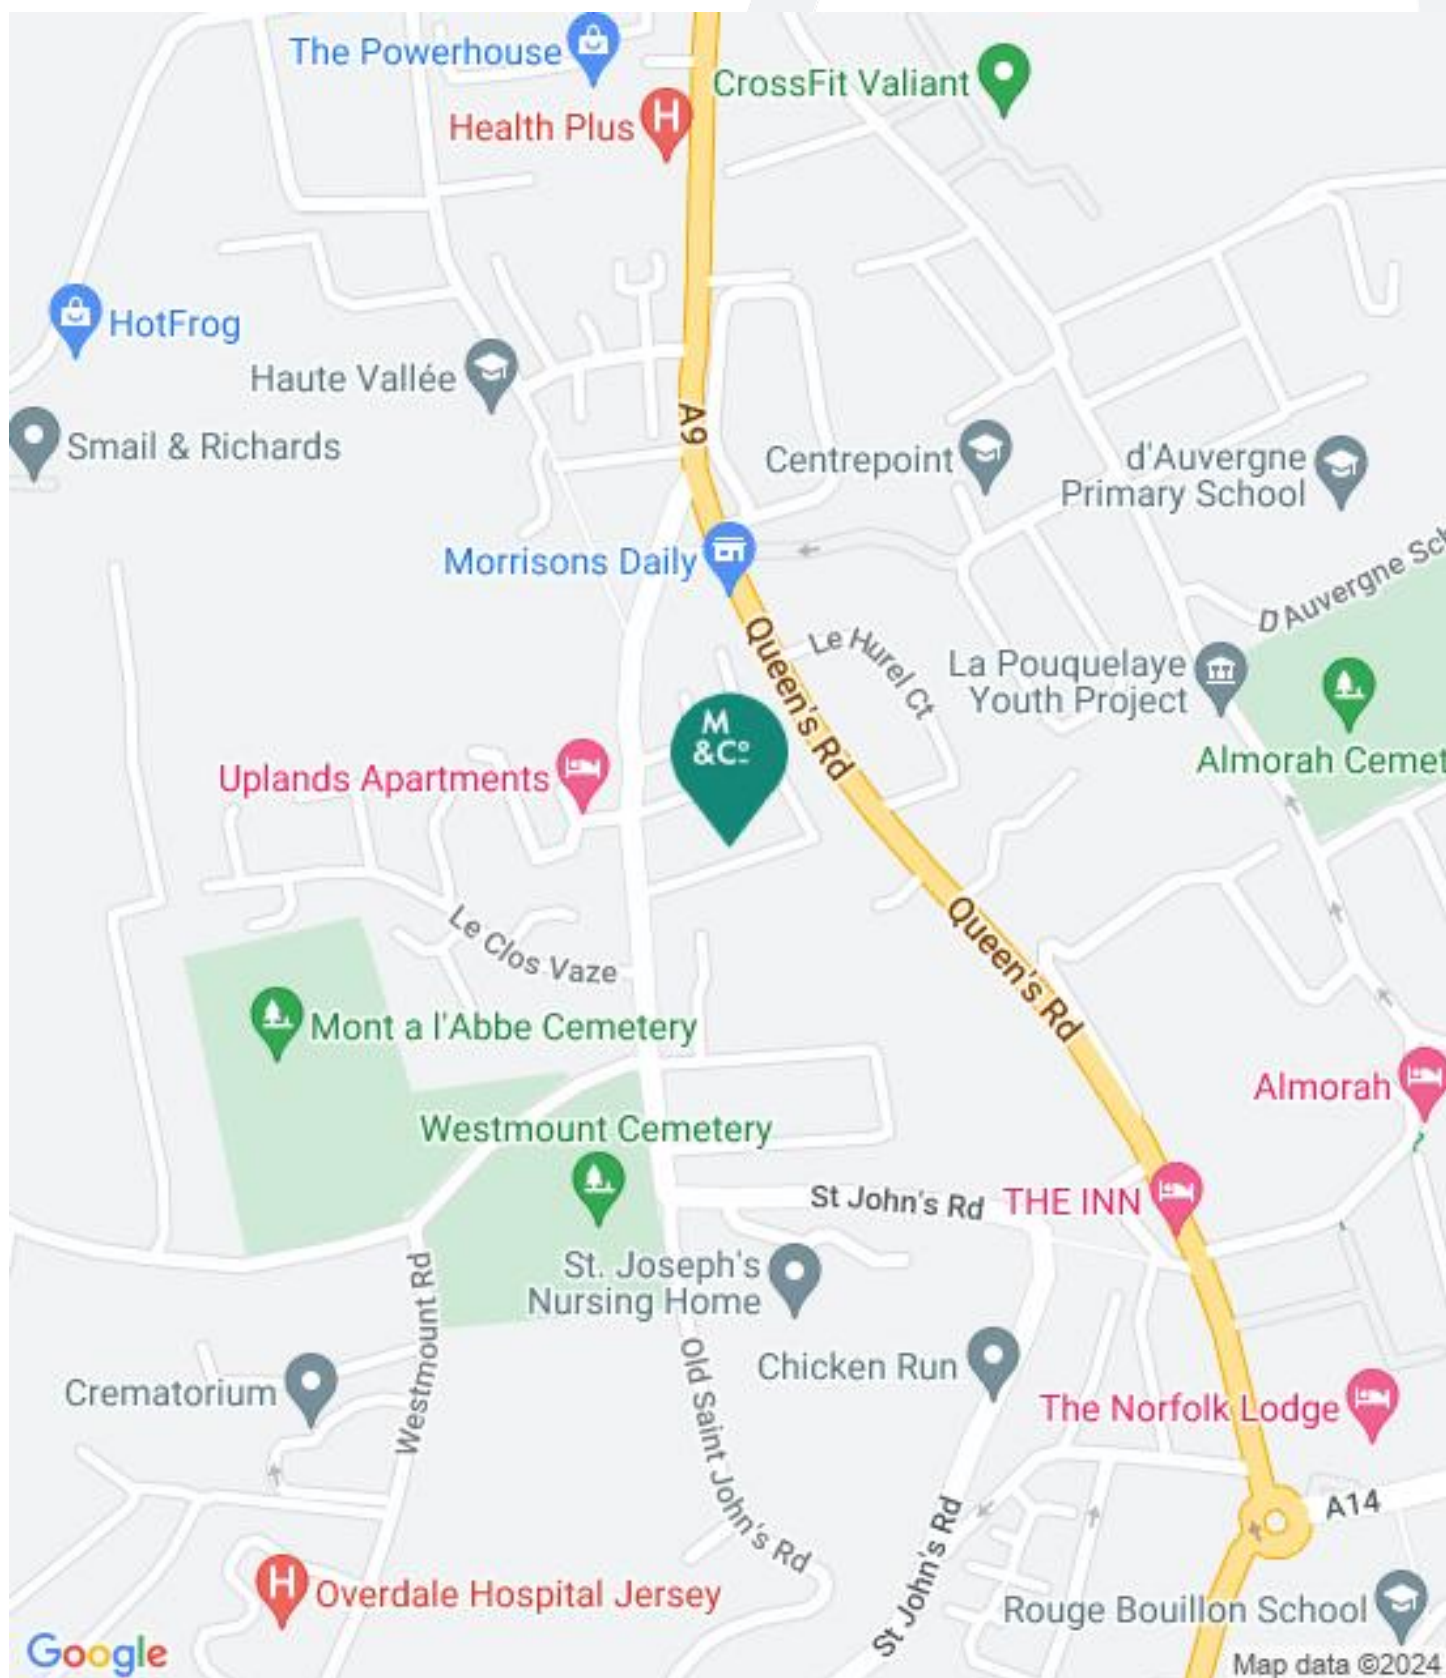 The Powerhouse
CrossFit Valiant
H
Health Plus
HotFrog
Haute Vallée
A9
Smail & Richards
Centrepoint
d'Auvergne
Primary School
Morrisons Daily
D'Auvergne Sch
Queen's Rd
Le Hurel Ct
La Pouquelaye
Youth Project
M
&Cº
Uplands Apartments
Almorah Cemet
Le Clos Vaze
Queen's Rd
Mont a l'Abbe Cemetery
Almorah
Westmount Cemetery
St John's Rd
THE INN
St. Joseph's
Nursing Home
Westmount Rd
Old Saint John's Rd
Chicken Run
Crematorium
The Norfolk Lodge
A14
St John's Rd
H
Overdale Hospital Jersey
Rouge Bouillon School
Google
Map data ©2024